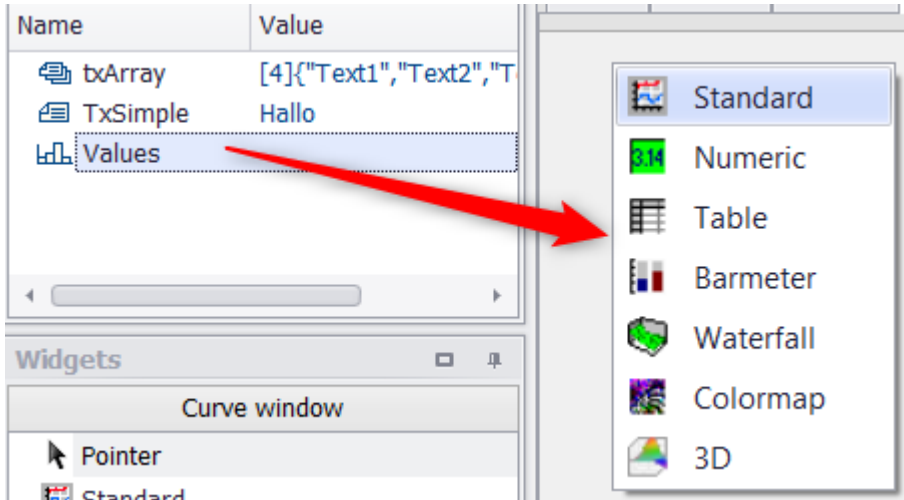 Name Value
txArray [4]{"Text1","Text2","T
TxSimple Hallo
Values
Widgets
Curve window
Pointer
Standard
Standard
3.14 Numeric
Table
Barmeter
Waterfall
Colormap
3D